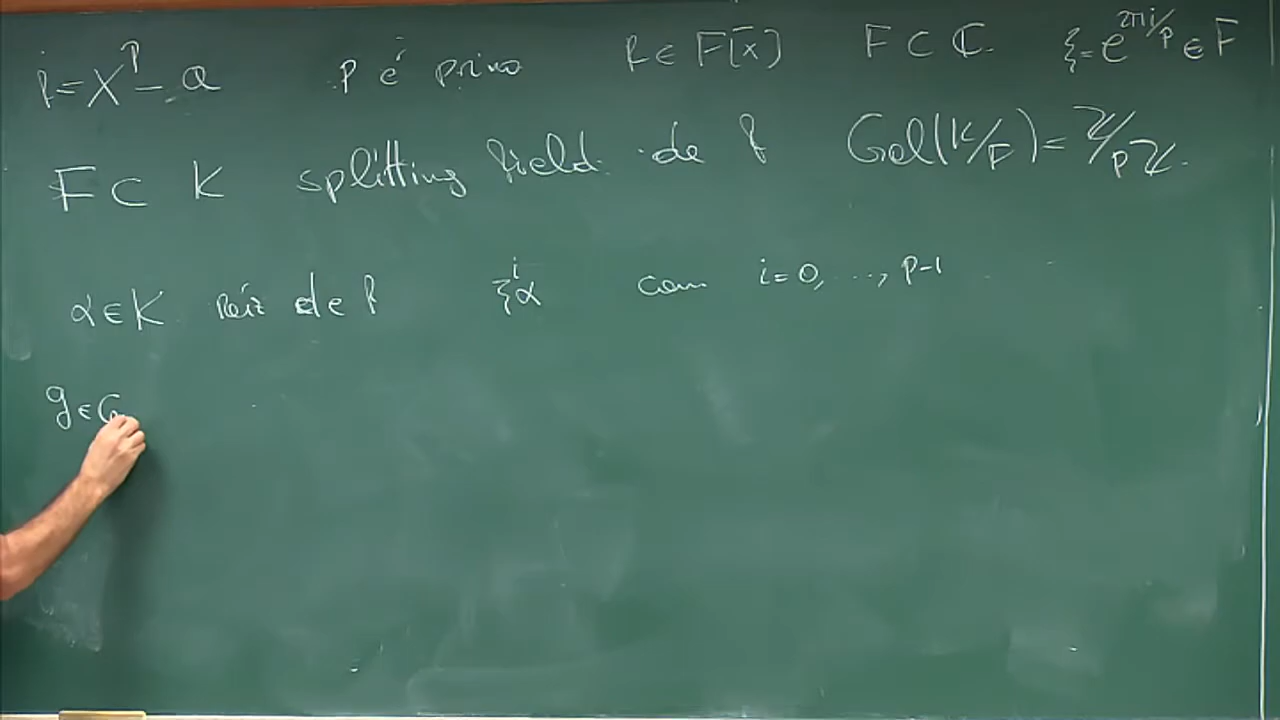 f = X^p - a p é primo f ∈ F[x] F ⊂ ℂ. ξ = e^{2πi/p} ∈ F
F ⊂ K splitting field de f Gal(K/F) = ℤ/pℤ.
α ∈ K raiz de f ξ^i α com i = 0, ..., p-1
g ∈ G